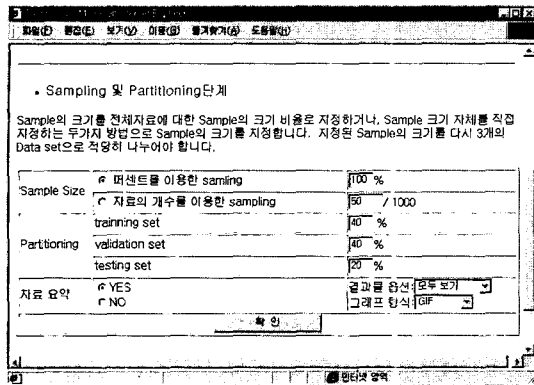 파일(F) 편집(E) 보기(V) 이동(G) 즐겨찾기(A) 도움말(H)
• Sampling 및 Partitioning단계
Sample의 크기를 전체자료에 대한 Sample의 크기 비율로 지정하거나, Sample 크기 자체를 직접
지정하는 두가지 방법으로 Sample의 크기를 지정합니다. 지정된 Sample의 크기를 다시 3개의
Data set으로 적당히 나누어야 합니다.
Sample Size
퍼센트를 이용한 samling 100 %
자료의 개수를 이용한 sampling 50 / 1000
Partitioning
trainning set 40 %
validation set 40 %
testing set 20 %
자료 요약
YES
NO
결과물 옵션: 모두 보기
그래프 형식: GIF
확 인
인터넷 영역